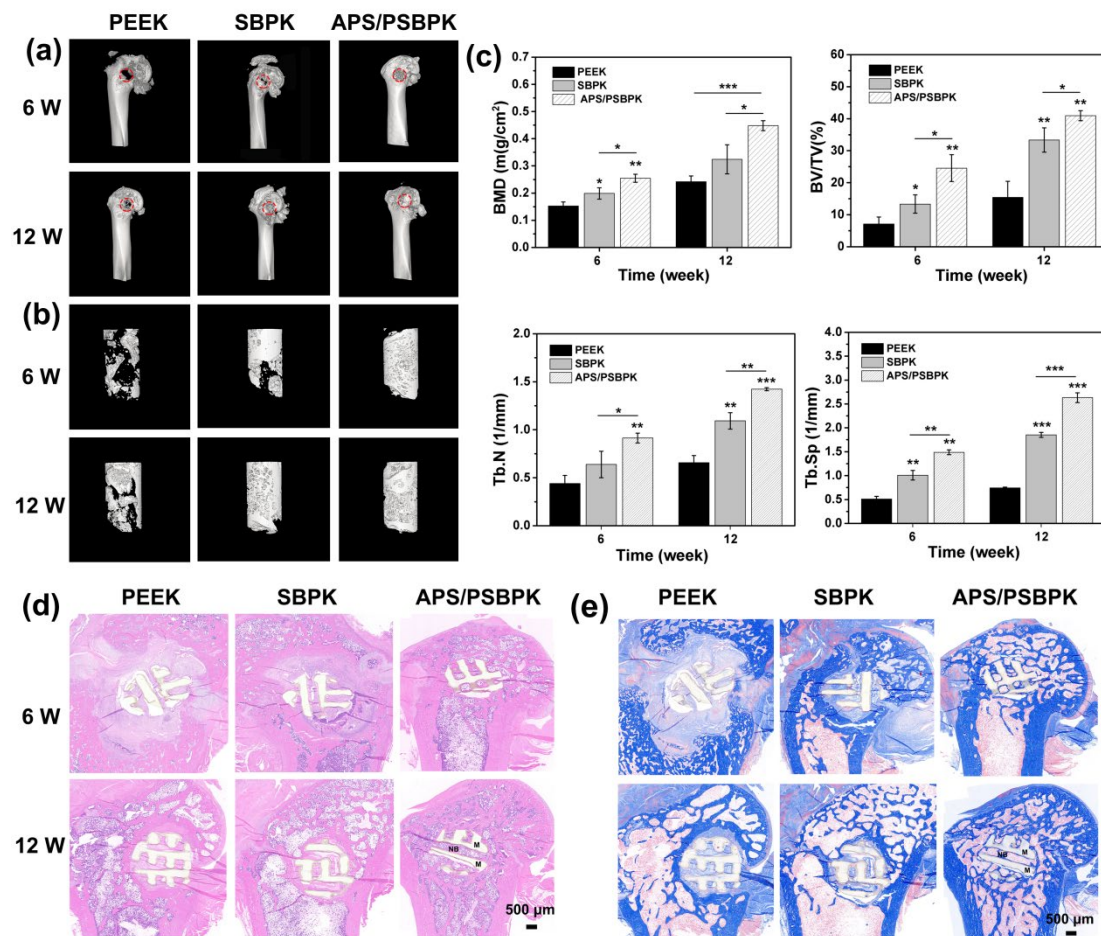 PEEK SBPK APS/PSBPK
(a)
6 W
12 W
(b)
6 W
12 W
(c)
0.7
0.6
0.5
0.4
0.3
0.2
0.1
0.0
BMD (m(g/cm²)
PEEK
SBPK
APS/PSBPK
*
*
**
***
*
6 12
Time (week)
60
50
40
30
20
10
0
BV/TV(%)
PEEK
SBPK
APS/PSBPK
*
*
**
*
**
**
6 12
Time (week)
2.0
1.5
1.0
0.5
0.0
Tb.N (1/mm)
PEEK
SBPK
APS/PSBPK
*
**
**
**
***
6 12
Time (week)
4.0
3.5
3.0
2.5
2.0
1.5
1.0
0.5
0.0
Tb.Sp (1/mm)
PEEK
SBPK
APS/PSBPK
**
**
**
***
***
***
6 12
Time (week)
(d)
PEEK SBPK APS/PSBPK
6 W
12 W
NB
M
M
500 µm
(e)
PEEK SBPK APS/PSBPK
NB
M
M
500 µm